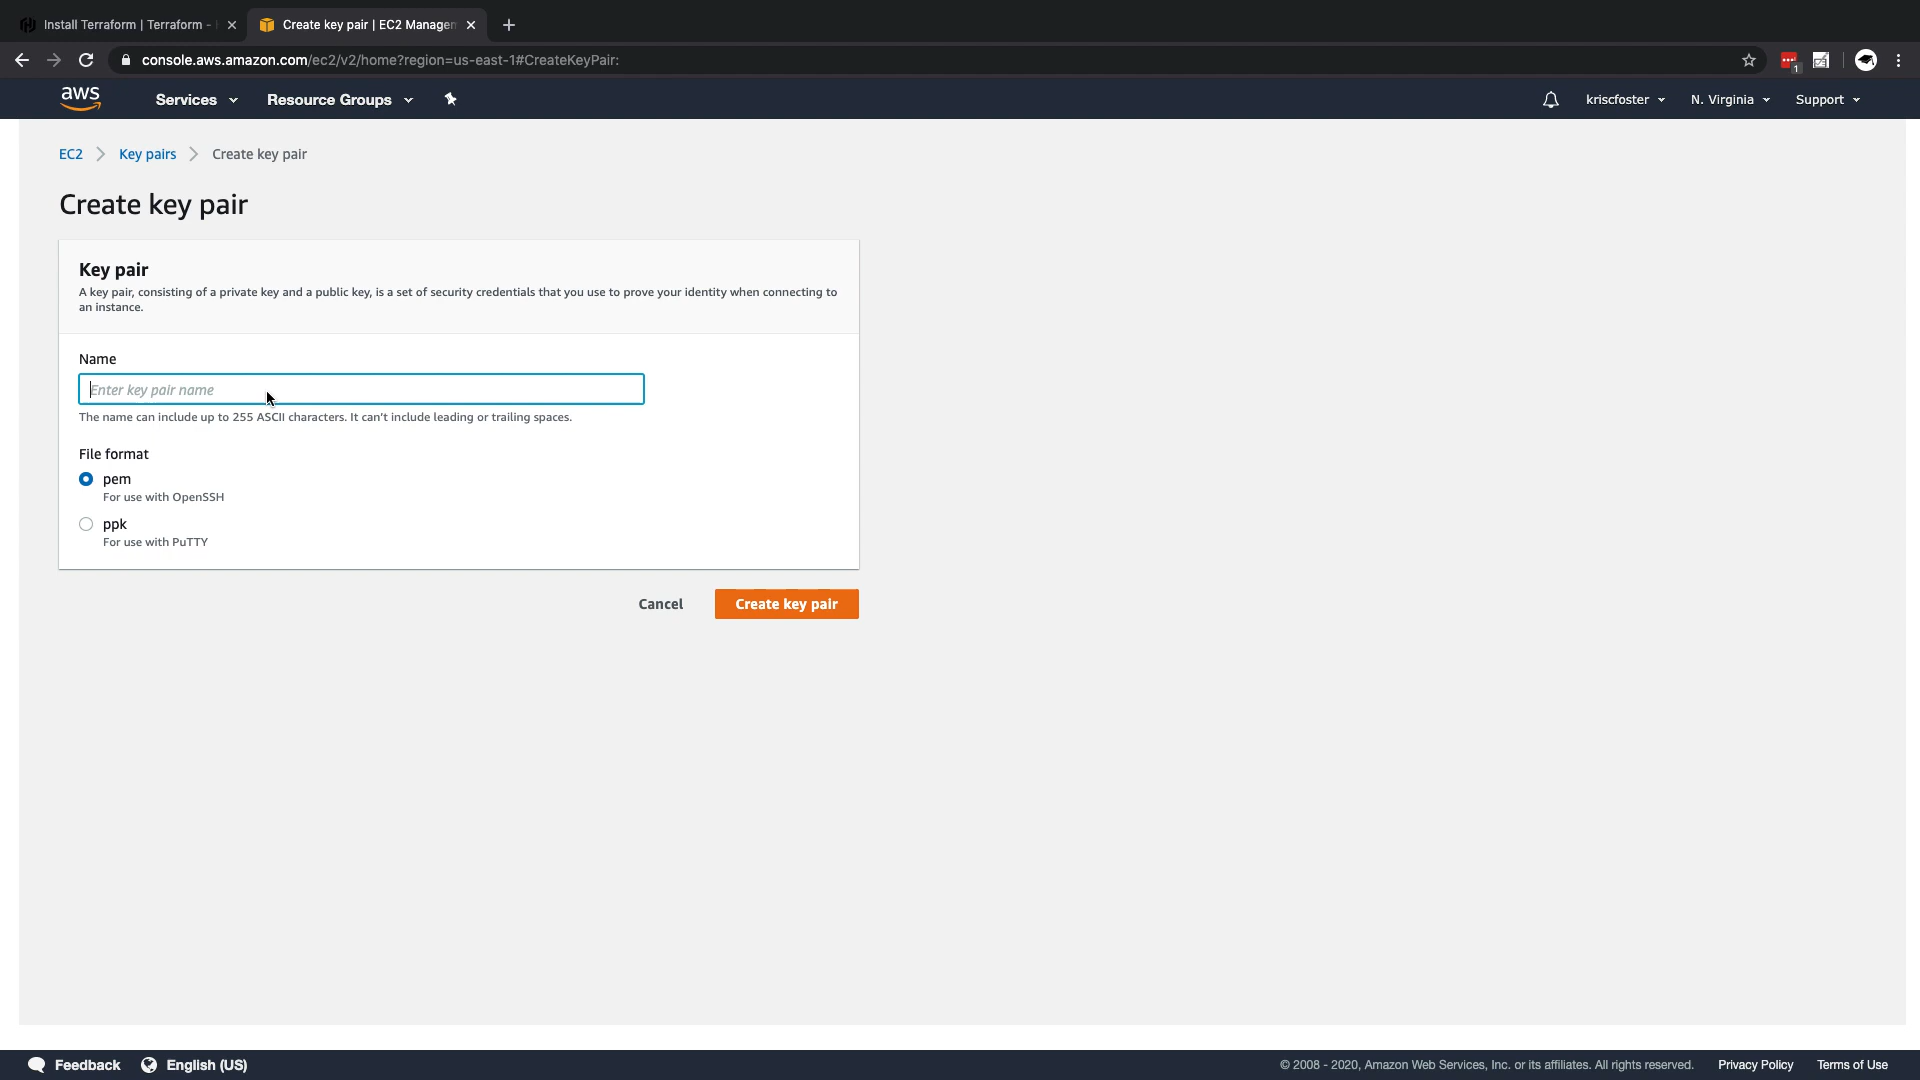 Install Terraform | Terraform -
Create key pair | EC2 Managem
console.aws.amazon.com/ec2/v2/home?region=us-east-1#CreateKeyPair:
1
aws
Services
Resource Groups
kriscfoster
N. Virginia
Support
EC2
Key pairs
Create key pair
Create key pair
Key pair
A key pair, consisting of a private key and a public key, is a set of security credentials that you use to prove your identity when connecting to
an instance.
Name
Enter key pair name
The name can include up to 255 ASCII characters. It can't include leading or trailing spaces.
File format
pem
For use with OpenSSH
ppk
For use with PuTTY
Cancel
Create key pair
Feedback
English (US)
© 2008 - 2020, Amazon Web Services, Inc. or its affiliates. All rights reserved.
Privacy Policy
Terms of Use